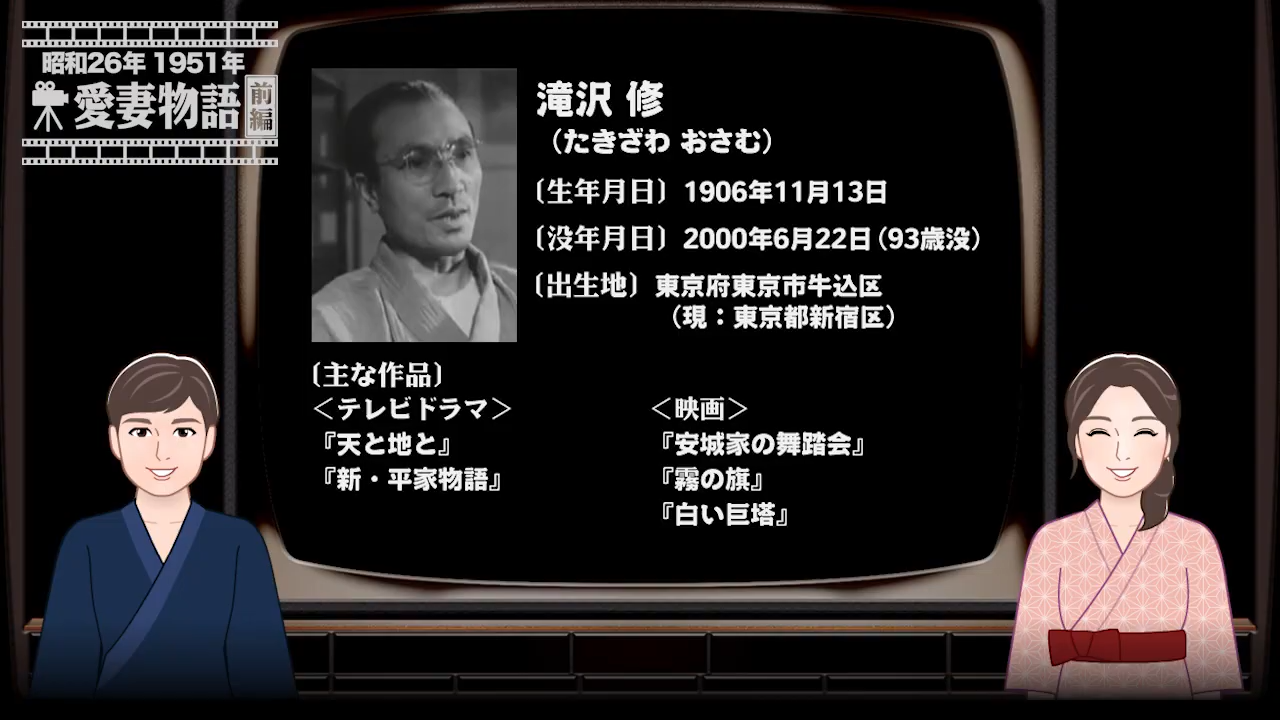 昭和26年 1951年
愛妻物語 前編
滝沢 修
（たきざわ おさむ）
〔生年月日〕 1906年11月13日
〔没年月日〕 2000年6月22日（93歳没）
〔出生地〕 東京府東京市牛込区
（現：東京都新宿区）
〔主な作品〕
＜テレビドラマ＞
『天と地と』
『新・平家物語』
＜映画＞
『安城家の舞踏会』
『霧の旗』
『白い巨塔』